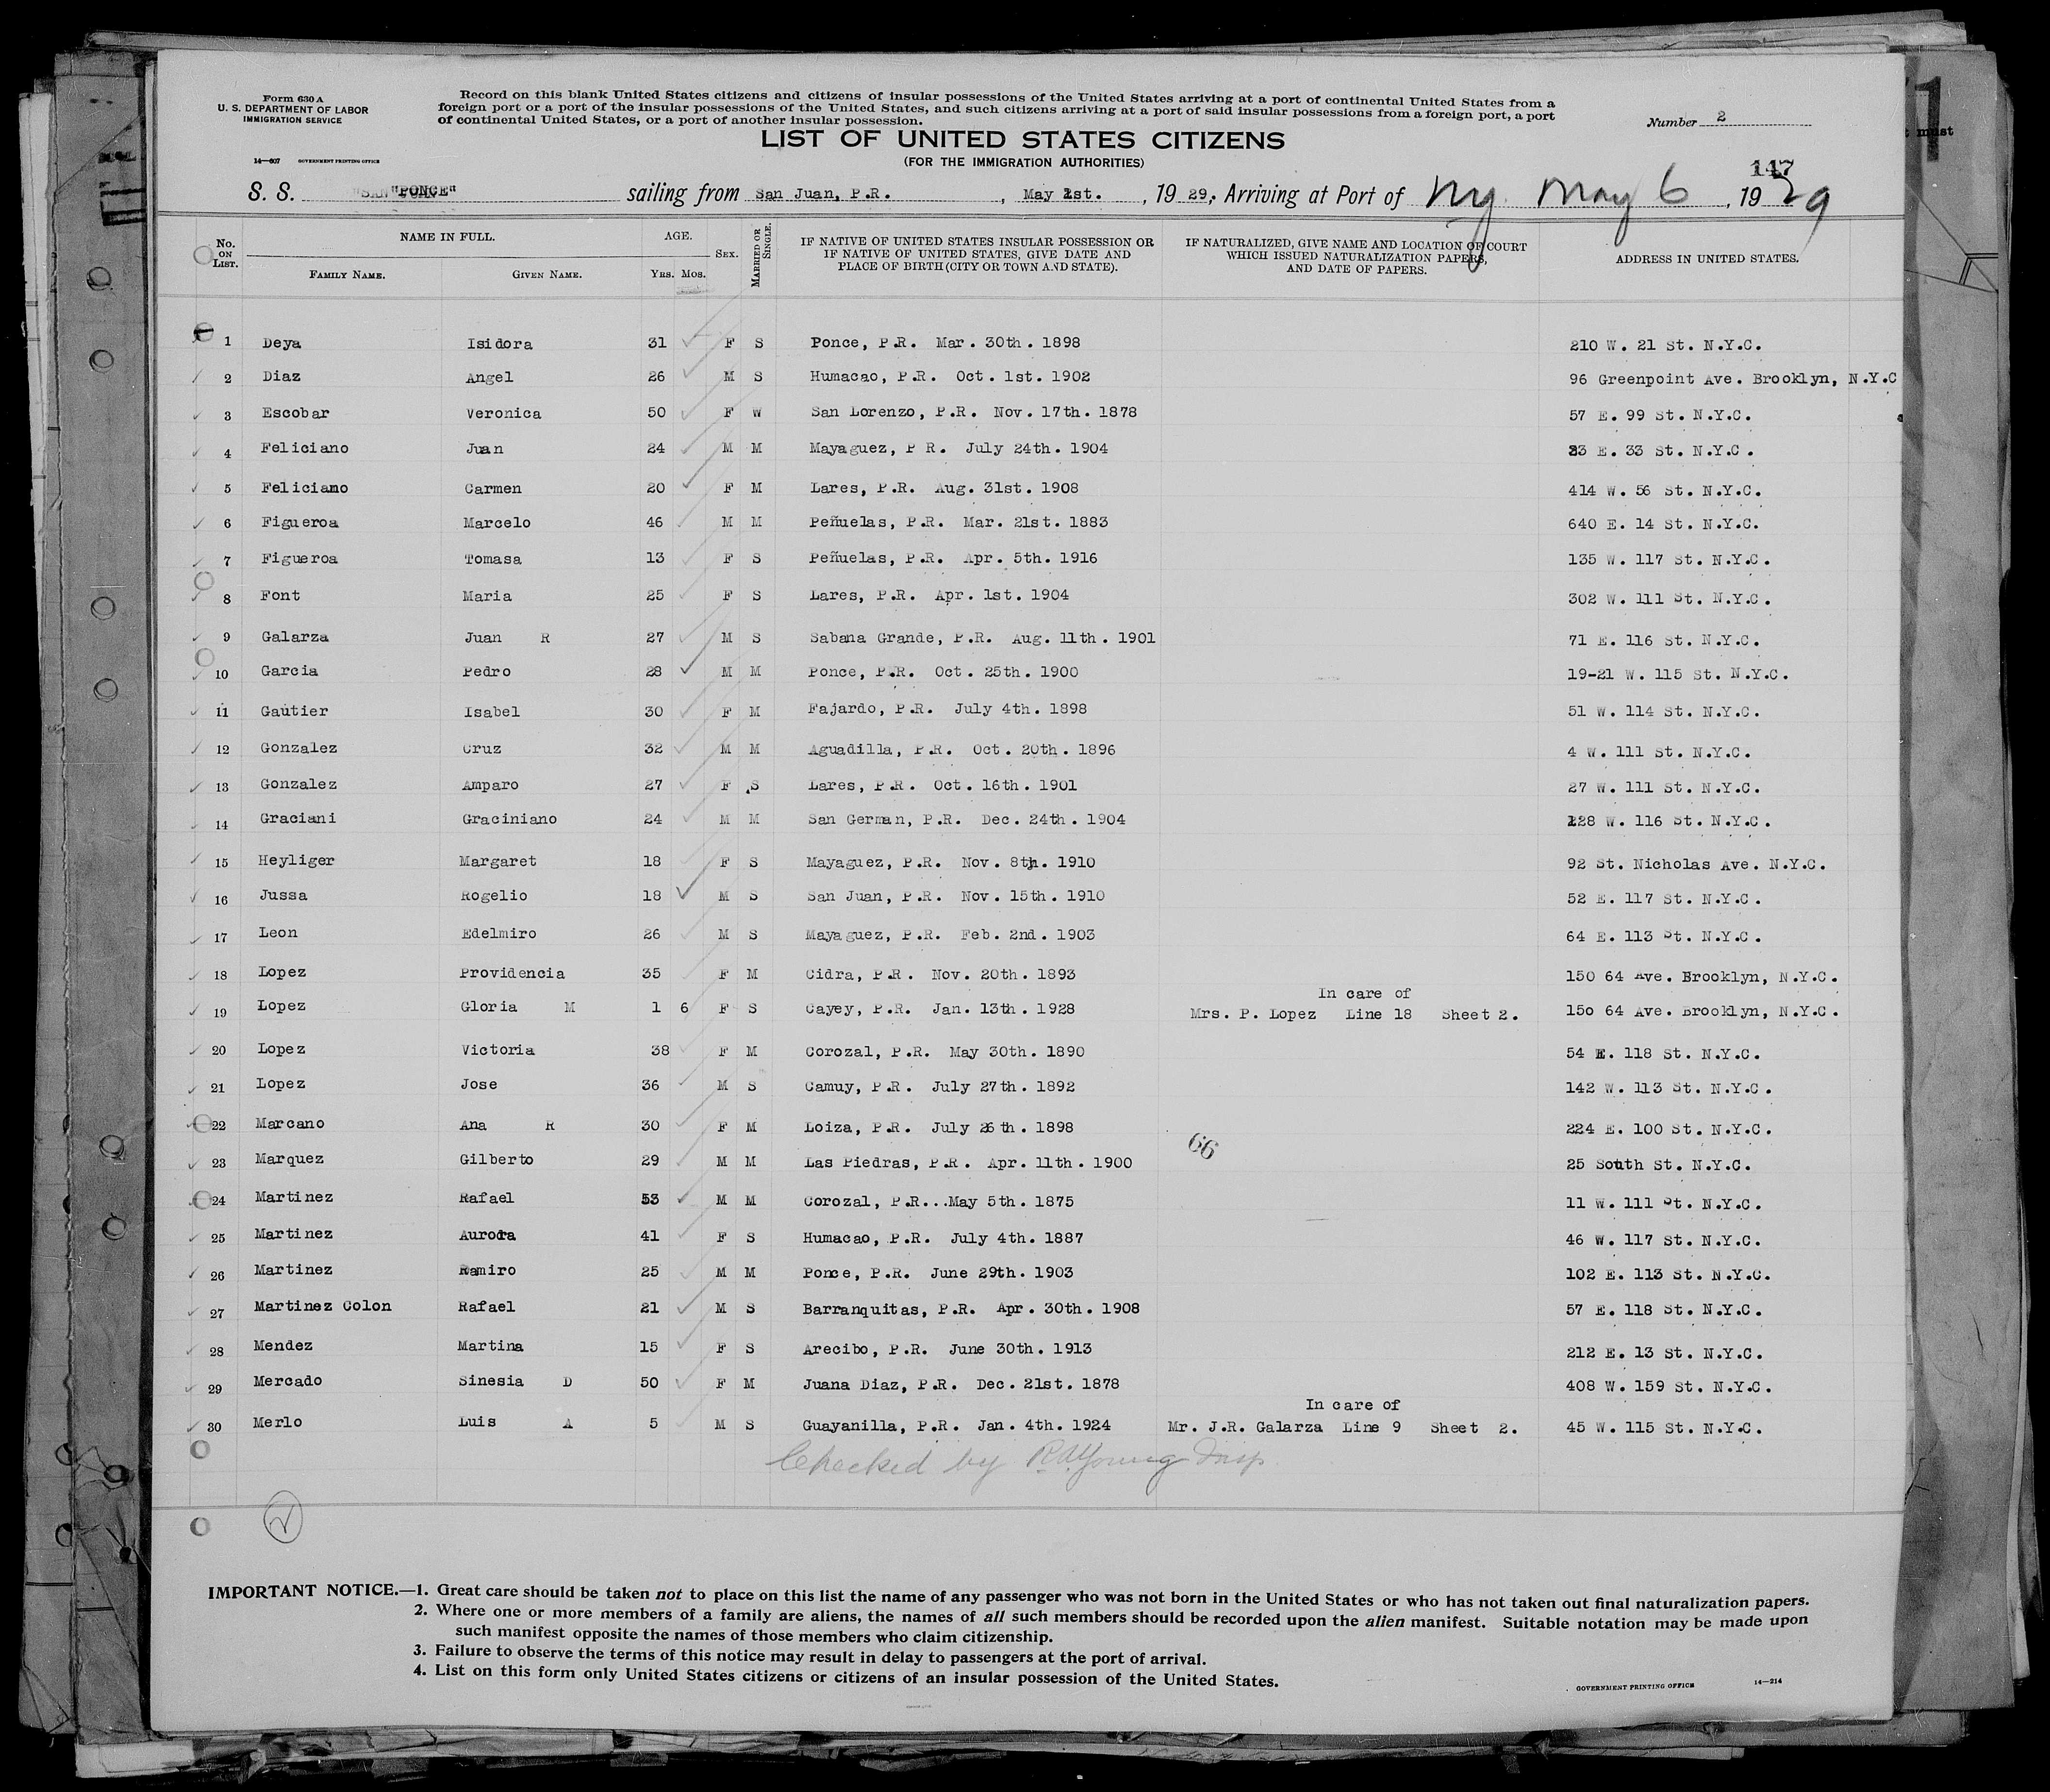 Form 630 A
U. S. DEPARTMENT OF LABOR
IMMIGRATION SERVICE
14—607 GOVERNMENT PRINTING OFFICE
Record on this blank United States citizens and citizens of insular possessions of the United States arriving at a port of continental United States from a
foreign port or a port of the insular possessions of the United States, and such citizens arriving at a port of said insular possessions from a foreign port, a port
of continental United States, or a port of another insular possession.
Number 2
LIST OF UNITED STATES CITIZENS
(FOR THE IMMIGRATION AUTHORITIES)
147
S. S. "PONCE" sailing from San Juan, P.R. , May 1st. , 19 29, Arriving at Port of Ny May 6 , 19 29
No. ON LIST. NAME IN FULL. FAMILY NAME. GIVEN NAME. AGE. YRS. MOS. SEX. MARRIED OR SINGLE. IF NATIVE OF UNITED STATES INSULAR POSSESSION OR IF NATIVE OF UNITED STATES, GIVE DATE AND PLACE OF BIRTH (CITY OR TOWN AND STATE). IF NATURALIZED, GIVE NAME AND LOCATION OF COURT WHICH ISSUED NATURALIZATION PAPERS, AND DATE OF PAPERS. ADDRESS IN UNITED STATES.
1 Deya Isidora 31 F S Ponce, P.R. Mar. 30th. 1898 210 W. 21 St. N.Y.C.
2 Diaz Angel 26 M S Humacao, P.R. Oct. 1st. 1902 96 Greenpoint Ave. Brooklyn, N.Y.C
3 Escobar Veronica 50 F W San Lorenzo, P.R. Nov. 17th. 1878 57 E. 99 St. N.Y.C.
4 Feliciano Juan 24 M M Mayaguez, P R. July 24th. 1904 33 E. 33 St. N.Y.C.
5 Feliciano Carmen 20 F M Lares, P.R. Aug. 31st. 1908 414 W. 56 St. N.Y.C.
6 Figueroa Marcelo 46 M M Peñuelas, P.R. Mar. 21st. 1883 640 E. 14 St. N.Y.C.
7 Figueroa Tomasa 13 F S Peñuelas, P.R. Apr. 5th. 1916 135 W. 117 St. N.Y.C.
8 Font Maria 25 F S Lares, P.R. Apr. 1st. 1904 302 W. 111 St. N.Y.C.
9 Galarza Juan R 27 M S Sabana Grande, P.R. Aug. 11th. 1901 71 E. 116 St. N.Y.C.
10 Garcia Pedro 28 M M Ponce, P.R. Oct. 25th. 1900 19-21 W. 115 St. N.Y.C.
11 Gautier Isabel 30 F M Fajardo, P.R. July 4th. 1898 51 W. 114 St. N.Y.C.
12 Gonzalez Cruz 32 M M Aguadilla, P.R. Oct. 20th. 1896 4 W. 111 St. N.Y.C.
13 Gonzalez Amparo 27 F S Lares, P.R. Oct. 16th. 1901 27 W. 111 St. N.Y.C.
14 Graciani Graciniano 24 M M San German, P.R. Dec. 24th. 1904 228 W. 116 St. N.Y.C.
15 Heyliger Margaret 18 F S Mayaguez, P.R. Nov. 8th. 1910 92 St. Nicholas Ave. N.Y.C.
16 Jussa Rogelio 18 M S San Juan, P.R. Nov. 15th. 1910 52 E. 117 St. N.Y.C.
17 Leon Edelmiro 26 M S Mayaguez, P.R. Feb. 2nd. 1903 64 E. 113 St. N.Y.C.
18 Lopez Providencia 35 F M Cidra, P.R. Nov. 20th. 1893 150 64 Ave. Brooklyn, N.Y.C.
In care of
19 Lopez Gloria M 1 6 F S Cayey, P.R. Jan. 13th. 1928 Mrs. P. Lopez Line 18 Sheet 2. 150 64 Ave. Brooklyn, N.Y.C.
20 Lopez Victoria 38 F M Corozal, P.R. May 30th. 1890 54 E. 118 St. N.Y.C.
21 Lopez Jose 36 M S Camuy, P.R. July 27th. 1892 142 W. 113 St. N.Y.C.
22 Marcano Ana R 30 F M Loiza, P.R. July 26th. 1898 224 E. 100 St. N.Y.C.
66
23 Marquez Gilberto 29 M M Las Piedras, P.R. Apr. 11th. 1900 25 South St. N.Y.C.
24 Martinez Rafael 53 M M Corozal, P.R...May 5th. 1875 11 W. 111 St. N.Y.C.
25 Martinez Aurora 41 F S Humacao, P.R. July 4th. 1887 46 W. 117 St. N.Y.C.
26 Martinez Ramiro 25 M M Ponce, P.R. June 29th. 1903 102 E. 113 St. N.Y.C.
27 Martinez Colon Rafael 21 M S Barranquitas, P.R. Apr. 30th. 1908 57 E. 118 St. N.Y.C.
28 Mendez Martina 15 F S Arecibo, P.R. June 30th. 1913 212 E. 13 St. N.Y.C.
29 Mercado Sinesia D 50 F M Juana Diaz, P.R. Dec. 21st. 1878 408 W. 159 St. N.Y.C.
In care of
30 Merlo Luis A 5 M S Guayanilla, P.R. Jan. 4th. 1924 Mr. J.R. Galarza Line 9 Sheet 2. 45 W. 115 St. N.Y.C.
Checked by R.W. Young Insp.
2
IMPORTANT NOTICE.—1. Great care should be taken not to place on this list the name of any passenger who was not born in the United States or who has not taken out final naturalization papers.
2. Where one or more members of a family are aliens, the names of all such members should be recorded upon the alien manifest. Suitable notation may be made upon
such manifest opposite the names of those members who claim citizenship.
3. Failure to observe the terms of this notice may result in delay to passengers at the port of arrival.
4. List on this form only United States citizens or citizens of an insular possession of the United States.
GOVERNMENT PRINTING OFFICE 14—214